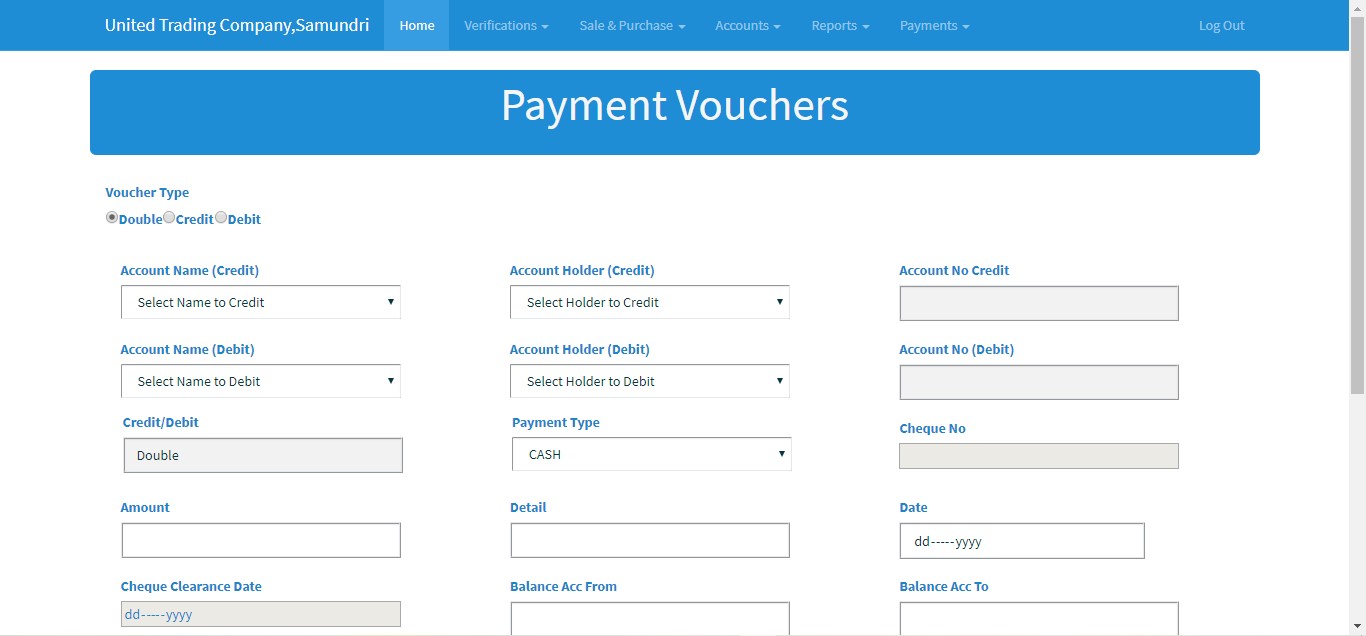 United Trading Company,Samundri Home Verifications Sale & Purchase Accounts Reports Payments Log Out
Payment Vouchers
Voucher Type
Double Credit Debit
Account Name (Credit) Account Holder (Credit) Account No Credit
Select Name to Credit Select Holder to Credit
Account Name (Debit) Account Holder (Debit) Account No (Debit)
Select Name to Debit Select Holder to Debit
Credit/Debit Payment Type Cheque No
Double CASH
Amount Detail Date
dd-----yyyy
Cheque Clearance Date Balance Acc From Balance Acc To
dd-----yyyy